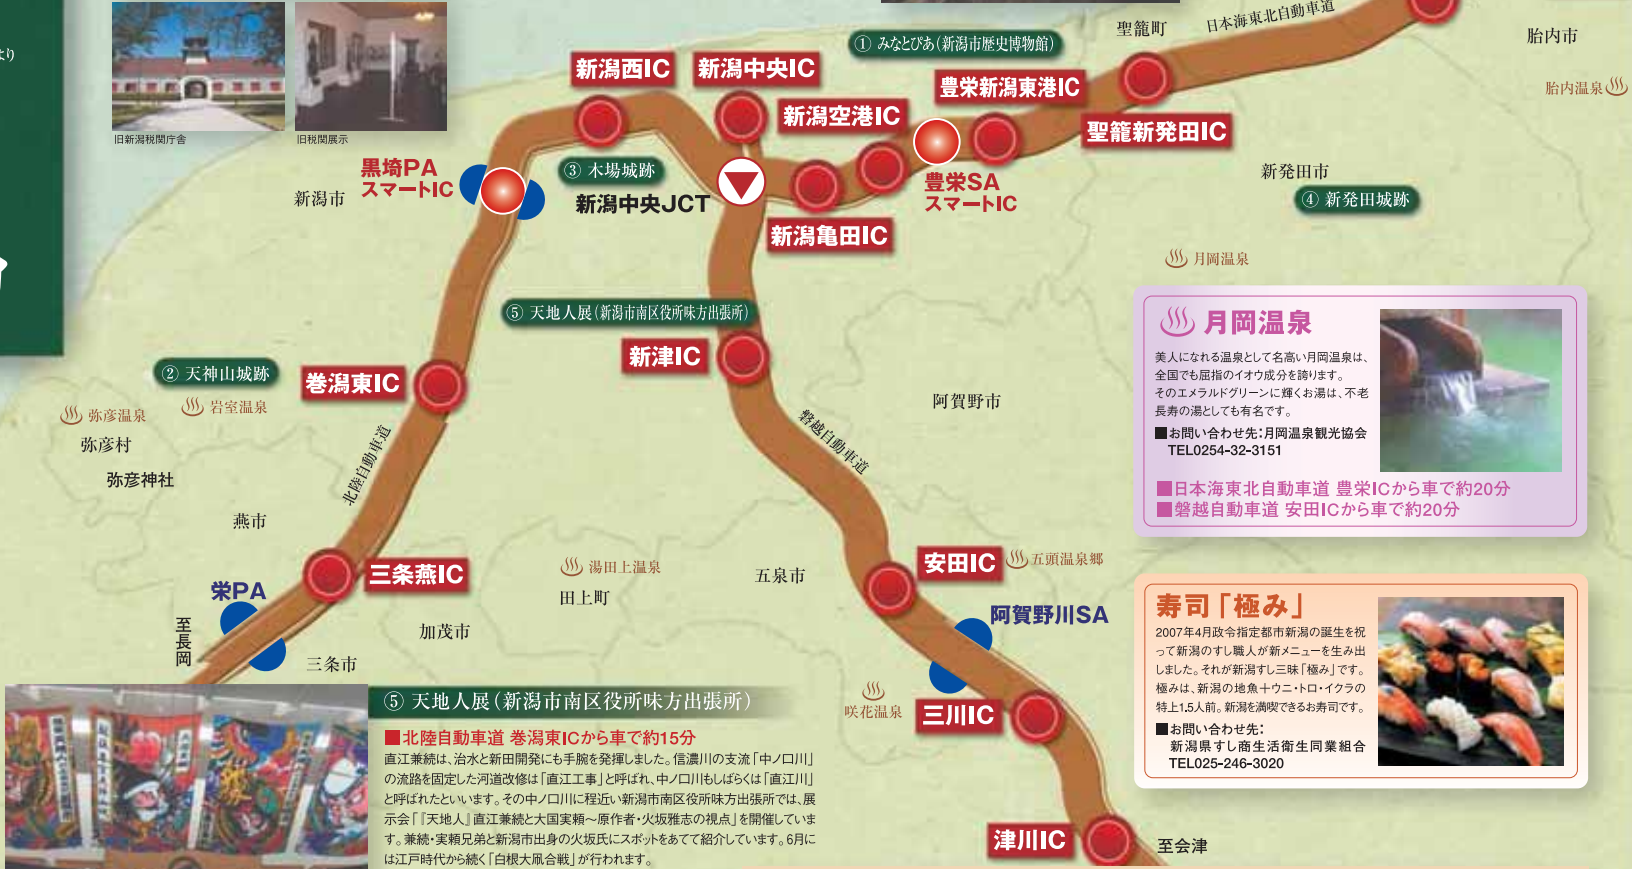 より
旧新潟税関庁舎
旧税関展示
① みなとぴあ(新潟市歴史博物館)
聖籠町
日本海東北自動車道
胎内市
胎内温泉
新潟西IC
新潟中央IC
新潟空港IC
豊栄新潟東港IC
聖籠新発田IC
黒埼PA
スマートIC
新潟市
③ 木場城跡
新潟中央JCT
新潟亀田IC
豊栄SA
スマートIC
新発田市
④ 新発田城跡
月岡温泉
⑤ 天地人展(新潟市南区役所味方出張所)
新津IC
② 天神山城跡
巻潟東IC
弥彦温泉
岩室温泉
弥彦村
弥彦神社
北陸自動車道
磐越自動車道
阿賀野市
燕市
三条燕IC
栄PA
至長岡
三条市
加茂市
湯田上温泉
田上町
五泉市
安田IC
五頭温泉郷
阿賀野川SA
咲花温泉
三川IC
津川IC
至会津
月岡温泉
美人になれる温泉として名高い月岡温泉は、
全国でも屈指のイオウ成分を誇ります。
そのエメラルドグリーンに輝くお湯は、不老
長寿の湯としても有名です。
■お問い合わせ先:月岡温泉観光協会
TEL0254-32-3151
■日本海東北自動車道 豊栄ICから車で約20分
■磐越自動車道 安田ICから車で約20分
寿司「極み」
2007年4月政令指定都市新潟の誕生を祝
って新潟のすし職人が新メニューを生み出
しました。それが新潟すし三昧「極み」です。
極みは、新潟の地魚+ウニ・トロ・イクラの
特上1.5人前。新潟を満喫できるお寿司です。
■お問い合わせ先:
新潟県すし商生活衛生同業組合
TEL025-246-3020
⑤ 天地人展(新潟市南区役所味方出張所)
■北陸自動車道 巻潟東ICから車で約15分
直江兼続は、治水と新田開発にも手腕を発揮しました。信濃川の支流「中ノ口川」
の流路を固定した河道改修は「直江工事」と呼ばれ、中ノ口川もしばらくは「直江川」
と呼ばれたといいます。その中ノ口川に程近い新潟市南区役所味方出張所では、展
示会「『天地人』直江兼続と大国実頼〜原作者・火坂雅志の視点」を開催していま
す。兼続・実頼兄弟と新潟市出身の火坂氏にスポットをあてて紹介しています。6月に
は江戸時代から続く「白根大凧合戦」が行われます。